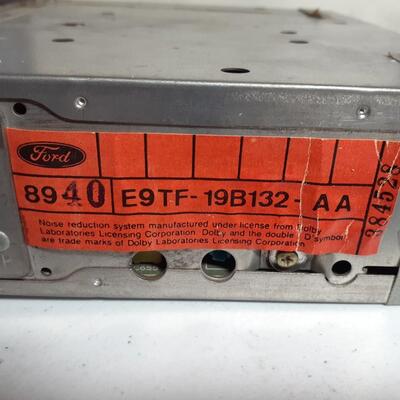 Ford
8940 E9TF-19B132-AA
984528
Noise reduction system manufactured under license from Dolby
Laboratories Licensing Corporation. Dolby and the double 'D' symbol
are trade marks of Dolby Laboratories Licensing Corporation.